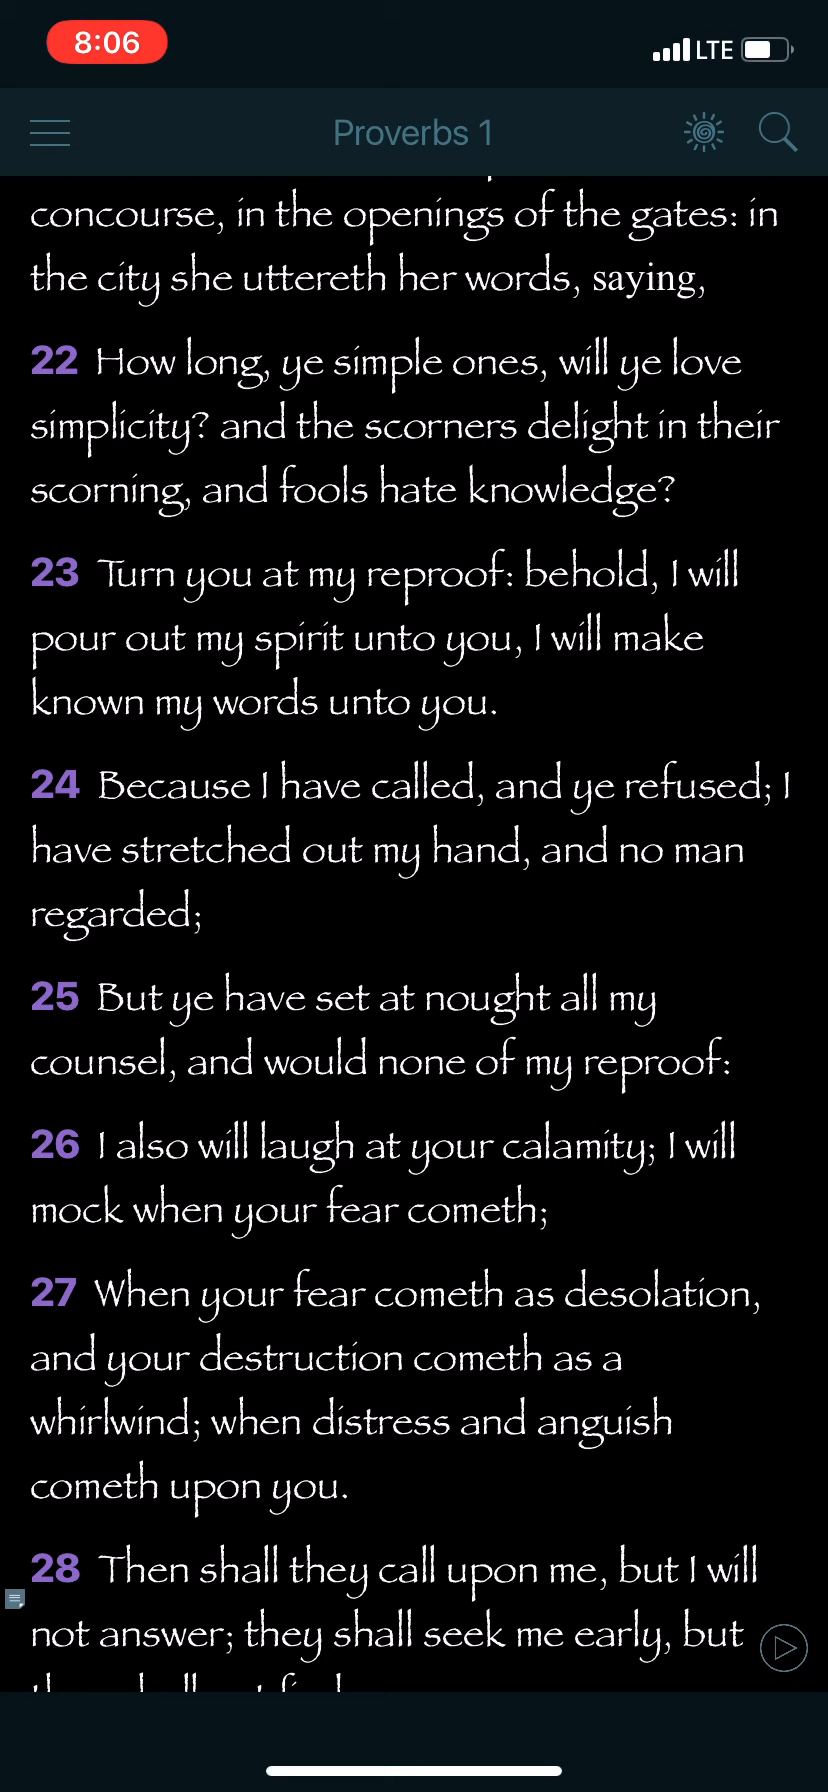 8:06
LTE
Proverbs 1
concourse, in the openings of the gates: in
the city she uttereth her words, saying,
22 How long, ye simple ones, will ye love
simplicity? and the scorners delight in their
scorning, and fools hate knowledge?
23 Turn you at my reproof: behold, I will
pour out my spirit unto you, I will make
known my words unto you.
24 Because I have called, and ye refused; I
have stretched out my hand, and no man
regarded;
25 But ye have set at nought all my
counsel, and would none of my reproof:
26 I also will laugh at your calamity; I will
mock when your fear cometh;
27 When your fear cometh as desolation,
and your destruction cometh as a
whirlwind; when distress and anguish
cometh upon you.
28 Then shall they call upon me, but I will
not answer; they shall seek me early, but